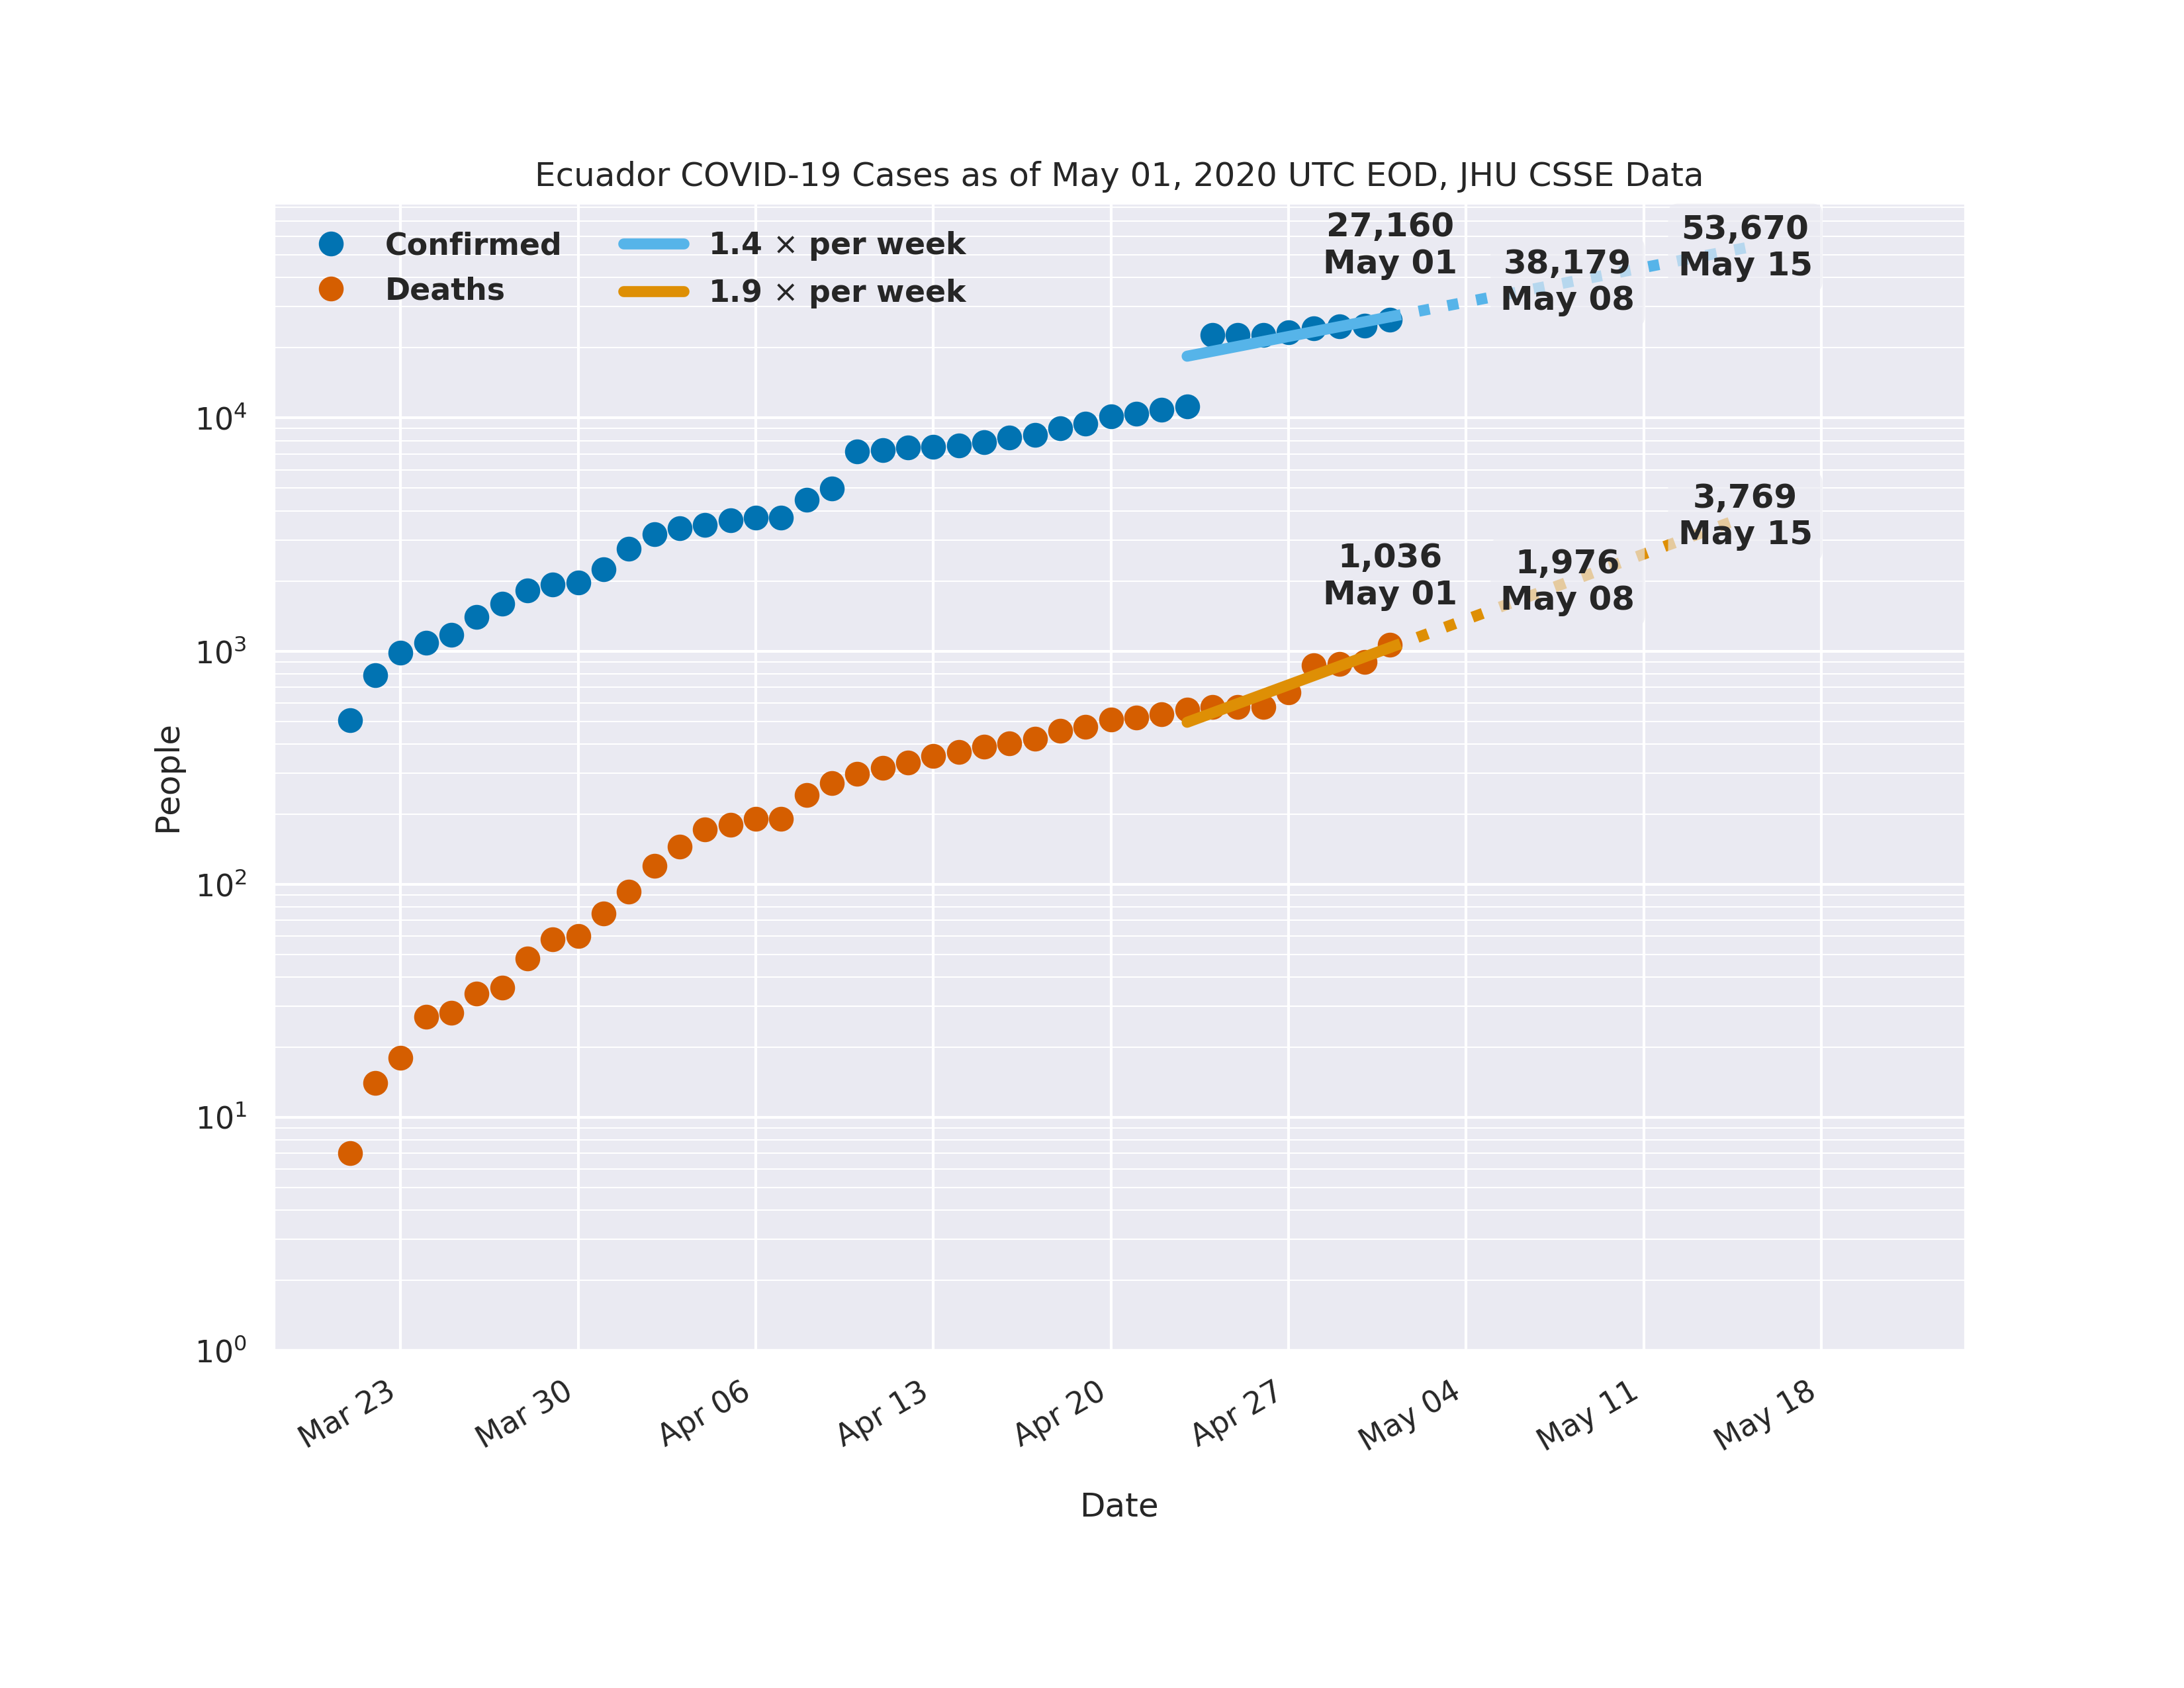 Ecuador COVID-19 Cases as of May 01, 2020 UTC EOD, JHU CSSE Data
Confirmed
Deaths
1.4 × per week
1.9 × per week
27,160
May 01
38,179
May 08
53,670
May 15
1,036
May 01
1,976
May 08
3,769
May 15
People
10⁴
10³
10²
10¹
10⁰
Mar 23
Mar 30
Apr 06
Apr 13
Apr 20
Apr 27
May 04
May 11
May 18
Date